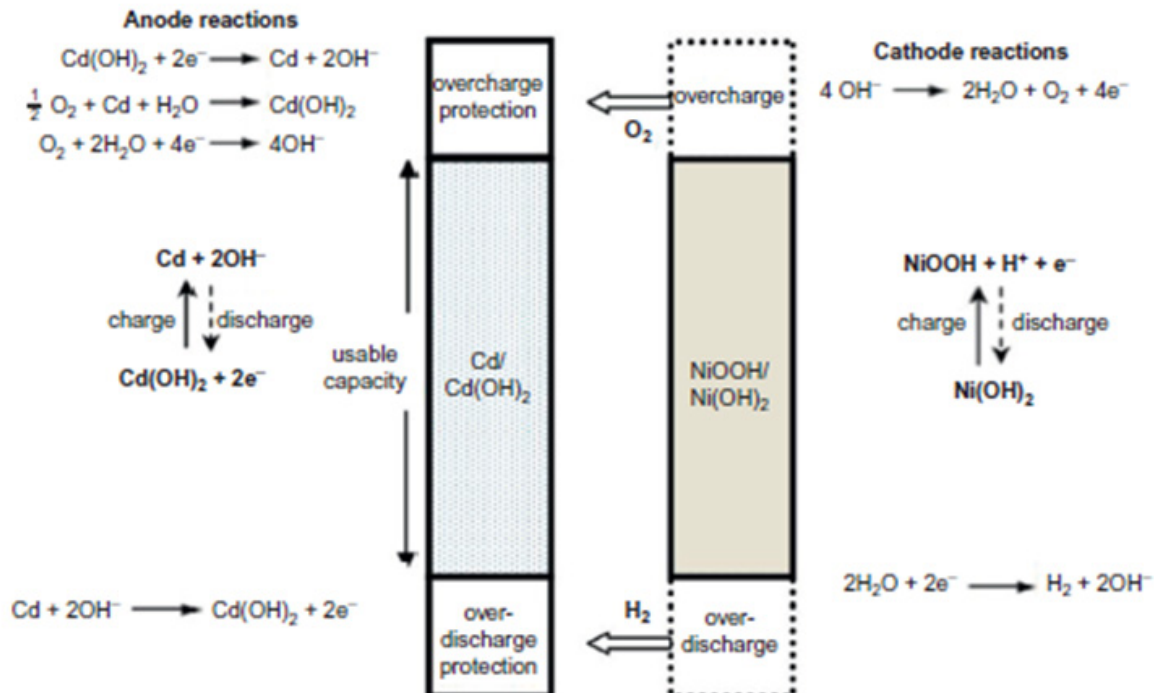 Anode reactions
Cd(OH)₂ + 2e⁻ ⟶ Cd + 2OH⁻
½ O₂ + Cd + H₂O ⟶ Cd(OH)₂
O₂ + 2H₂O + 4e⁻ ⟶ 4OH⁻
overcharge
protection
overcharge
O₂
Cathode reactions
4 OH⁻ ⟶ 2H₂O + O₂ + 4e⁻
Cd + 2OH⁻
charge
discharge
Cd(OH)₂ + 2e⁻
usable
capacity
Cd/
Cd(OH)₂
NiOOH/
Ni(OH)₂
NiOOH + H⁺ + e⁻
charge
discharge
Ni(OH)₂
Cd + 2OH⁻ ⟶ Cd(OH)₂ + 2e⁻
over-
discharge
protection
H₂
over-
discharge
2H₂O + 2e⁻ ⟶ H₂ + 2OH⁻